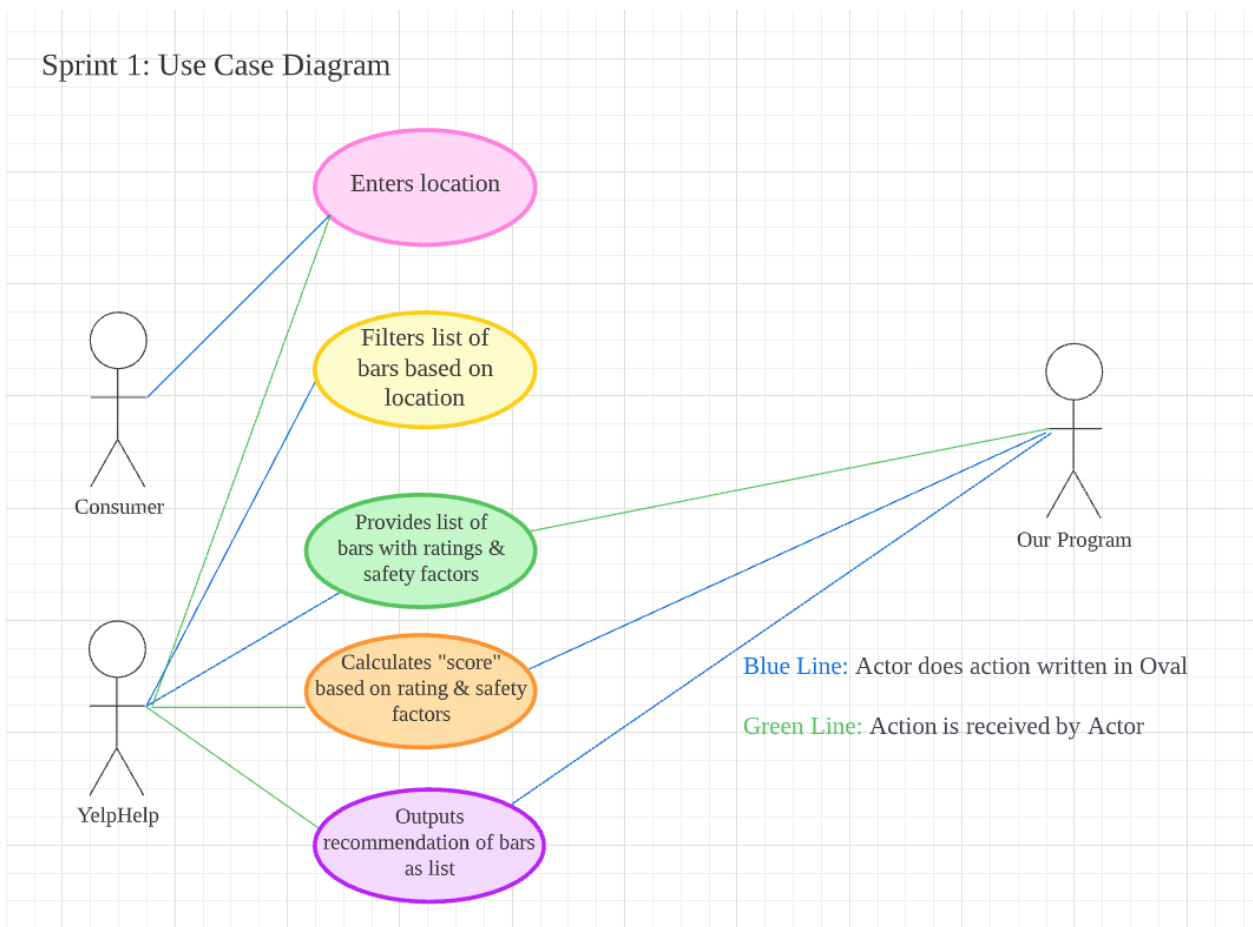 Sprint 1: Use Case Diagram
Enters location
Filters list of
bars based on
location
Consumer
Provides list of
bars with ratings &
safety factors
Our Program
Calculates "score"
based on rating & safety
factors
Blue Line: Actor does action written in Oval
Green Line: Action is received by Actor
YelpHelp
Outputs
recommendation of bars
as list